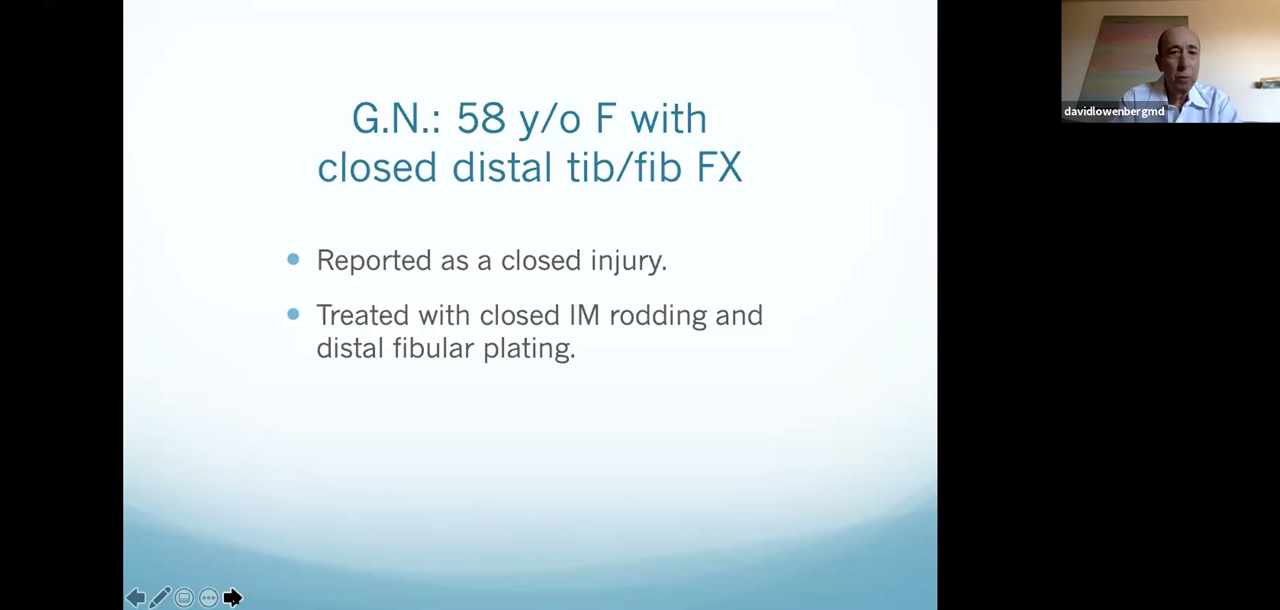 G.N.: 58 y/o F with
closed distal tib/fib FX
Reported as a closed injury.
Treated with closed IM rodding and
distal fibular plating.
davidlowenbergmd